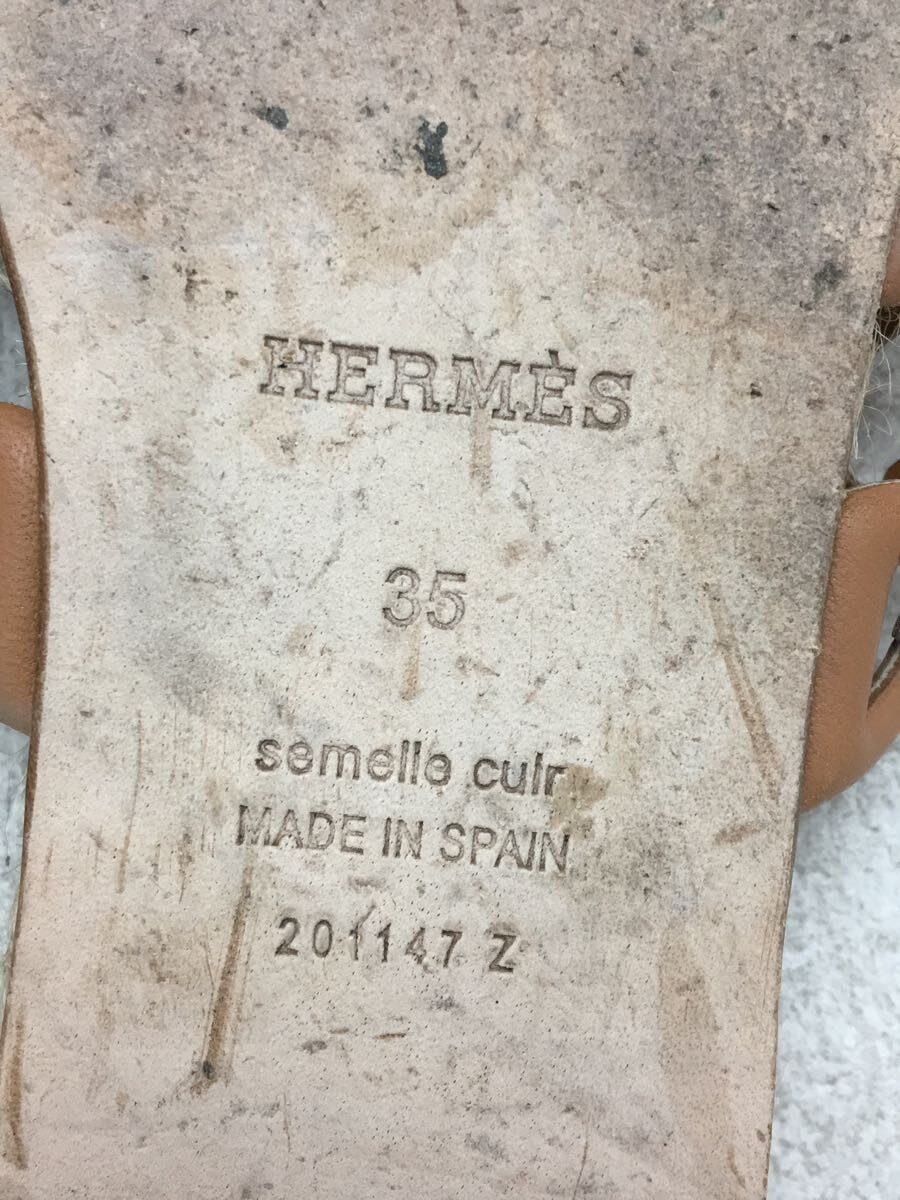 HERMÈS
35
semelle cuir
MADE IN SPAIN
201147 Z